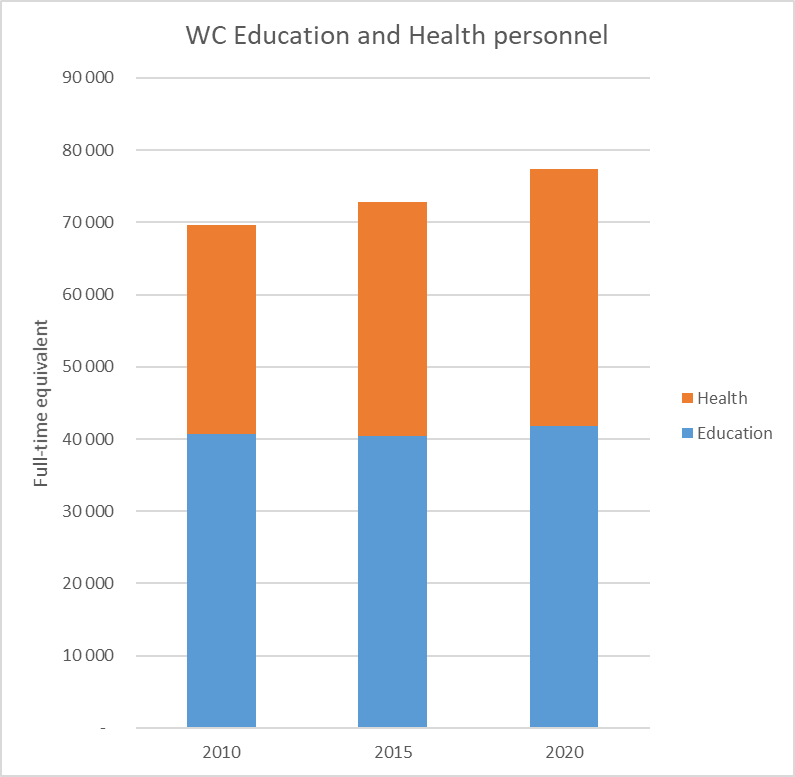 WC Education and Health personnel
90 000
80 000
70 000
60 000
50 000
40 000
30 000
20 000
10 000
-
Full-time equivalent
2010 2015 2020
Health
Education